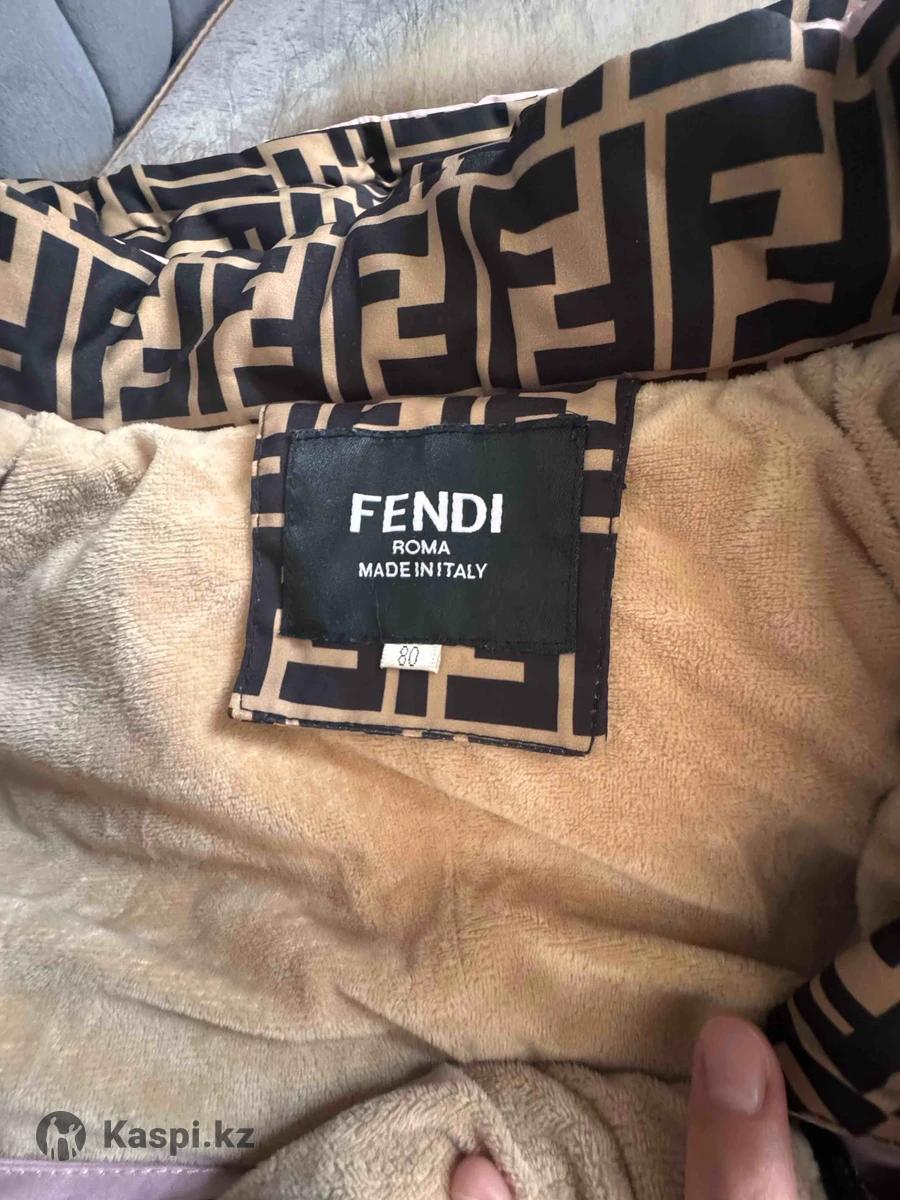 FENDI
ROMA
MADE IN ITALY
80
Kaspi.kz